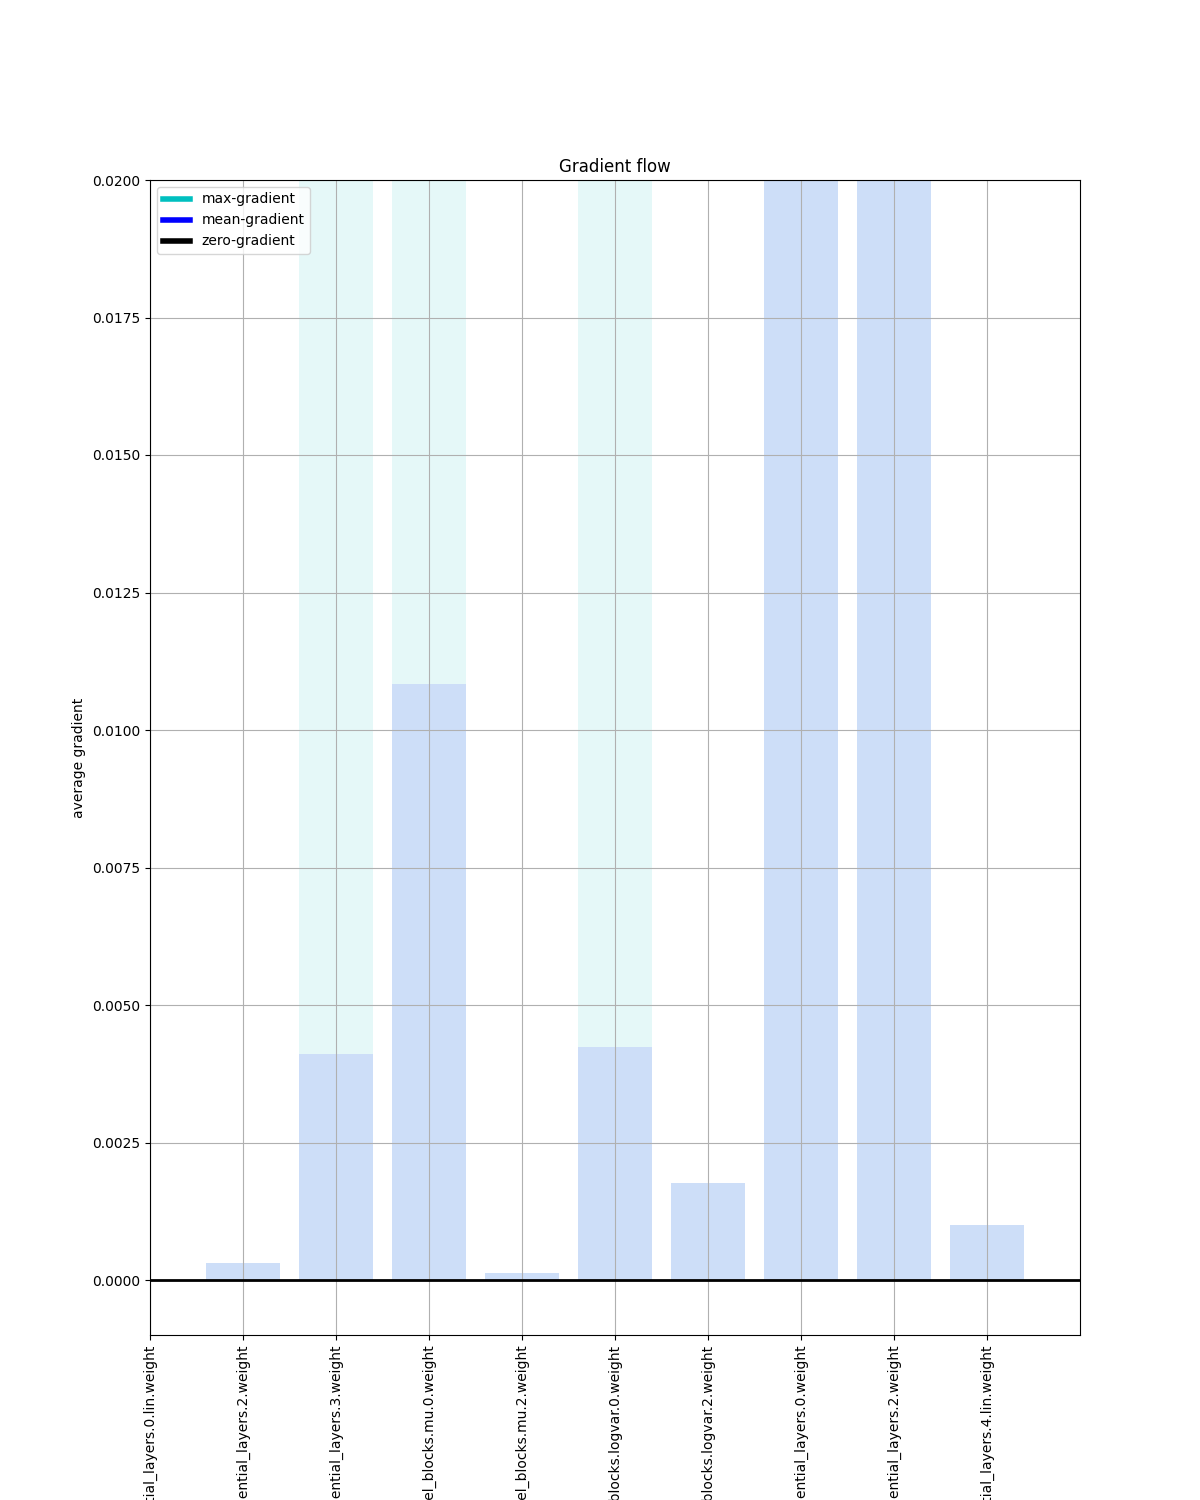 Gradient flow
max-gradient
mean-gradient
zero-gradient
0.0200
0.0175
0.0150
0.0125
0.0100
0.0075
0.0050
0.0025
0.0000
average gradient
tial_layers.0.lin.weight
ential_layers.2.weight
ential_layers.3.weight
el_blocks.mu.0.weight
el_blocks.mu.2.weight
blocks.logvar.0.weight
blocks.logvar.2.weight
ential_layers.0.weight
ential_layers.2.weight
tial_layers.4.lin.weight